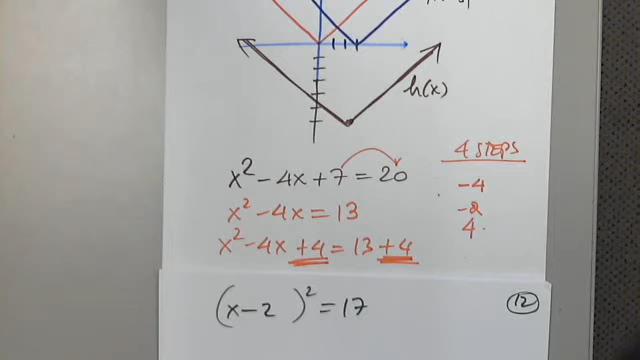 h(x)
x² - 4x + 7 = 20
x² - 4x = 13
x² - 4x + 4 = 13 + 4
4 STEPS
-4
-2
4
(x - 2 )² = 17
12